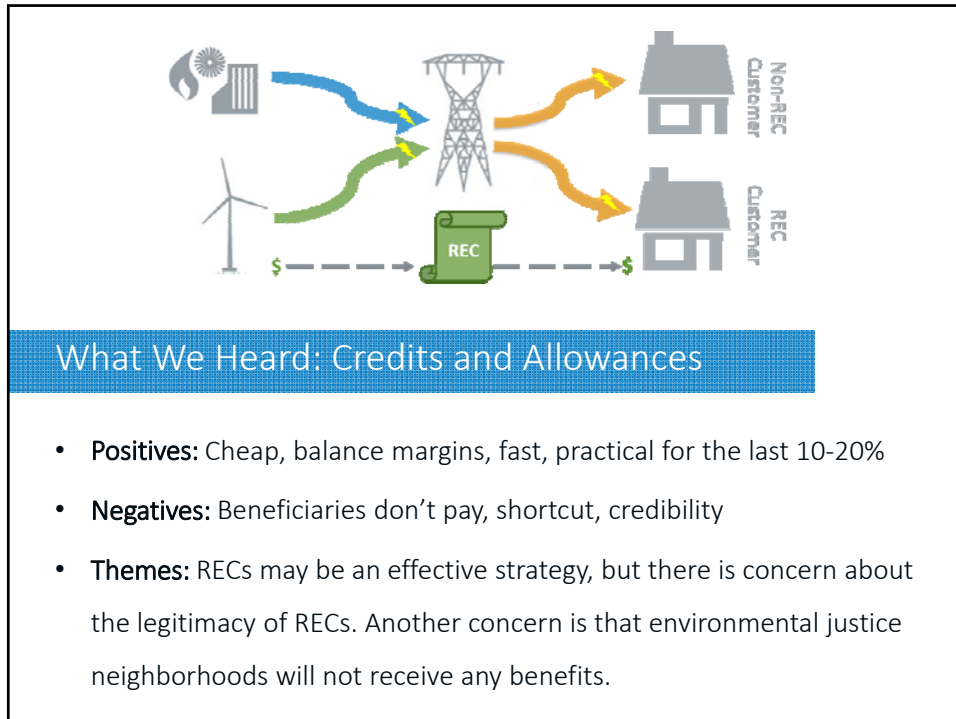 Non-REC
Customer
REC
Customer
$
REC
$
What We Heard: Credits and Allowances
• Positives: Cheap, balance margins, fast, practical for the last 10-20%
• Negatives: Beneficiaries don’t pay, shortcut, credibility
• Themes: RECs may be an effective strategy, but there is concern about
the legitimacy of RECs. Another concern is that environmental justice
neighborhoods will not receive any benefits.